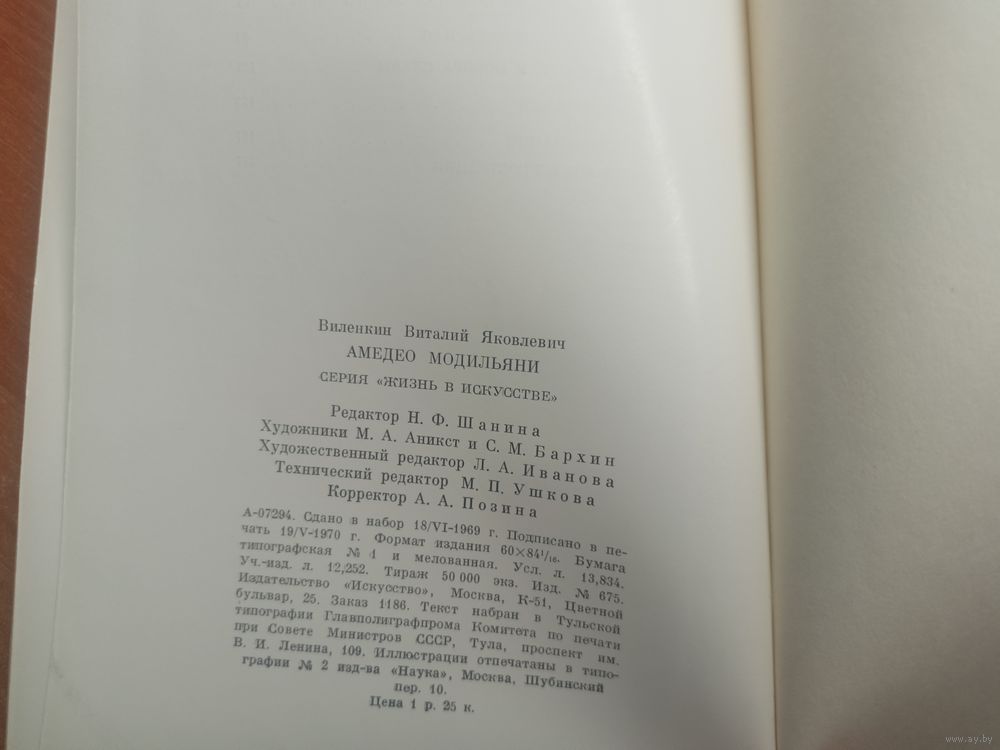 Виленкин Виталий Яковлевич
АМЕДЕО МОДИЛЬЯНИ
СЕРИЯ «ЖИЗНЬ В ИСКУССТВЕ»
Редактор Н. Ф. Шанина
Художники М. А. Аникст и С. М. Бархин
Художественный редактор Л. А. Иванова
Технический редактор М. П. Ушкова
Корректор А. А. Позина
А-07294. Сдано в набор 18/VI-1969 г. Подписано в пе-
чать 19/V-1970 г. Формат издания 60×84¹/₁₆. Бумага
типографская № 1 и мелованная. Усл. л. 13,834.
Уч.-изд. л. 12,252. Тираж 50 000 экз. Изд. № 675.
Издательство «Искусство», Москва, К-51, Цветной
бульвар, 25. Заказ 1186. Текст набран в Тульской
типографии Главполиграфпрома Комитета по печати
при Совете Министров СССР, Тула, проспект им.
В. И. Ленина, 109. Иллюстрации отпечатаны в типо-
графии № 2 изд-ва «Наука», Москва, Шубинский
пер. 10.
Цена 1 р. 25 к.
www.ay.by